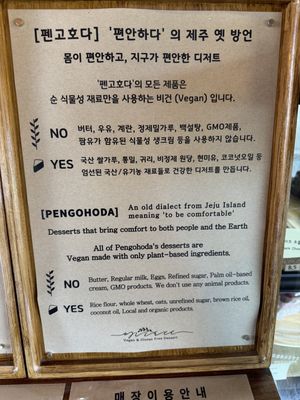 [펜고호다] '편안하다' 의 제주 옛 방언
몸이 편안하고, 지구가 편안한 디저트
'펜고호다'의 모든 제품은
순 식물성 재료만을 사용하는 비건 (Vegan) 입니다.
NO 버터, 우유, 계란, 정제밀가루, 백설탕, GMO제품,
팜유가 함유된 식물성 생크림 등을 사용하지 않습니다.
YES 국산 쌀가루, 통밀, 귀리, 비정제 원당, 현미유, 코코넛오일 등
엄선된 국산/유기농 재료들로 건강한 디저트를 만듭니다.
[PENGOHODA] An old dialect from Jeju Island
meaning 'to be comfortable'
Desserts that bring comfort to both people and the Earth
All of Pengohoda's desserts are
Vegan made with only plant-based ingredients.
NO Butter, Regular milk, Eggs, Refined sugar, Palm oil-based
cream, GMO products. We don't use any animal products.
YES Rice flour, whole wheat, oats, unrefined sugar, brown rice oil,
coconut oil, Local and organic products.
Vegan & Gluten Free Dessert
매장이용안내